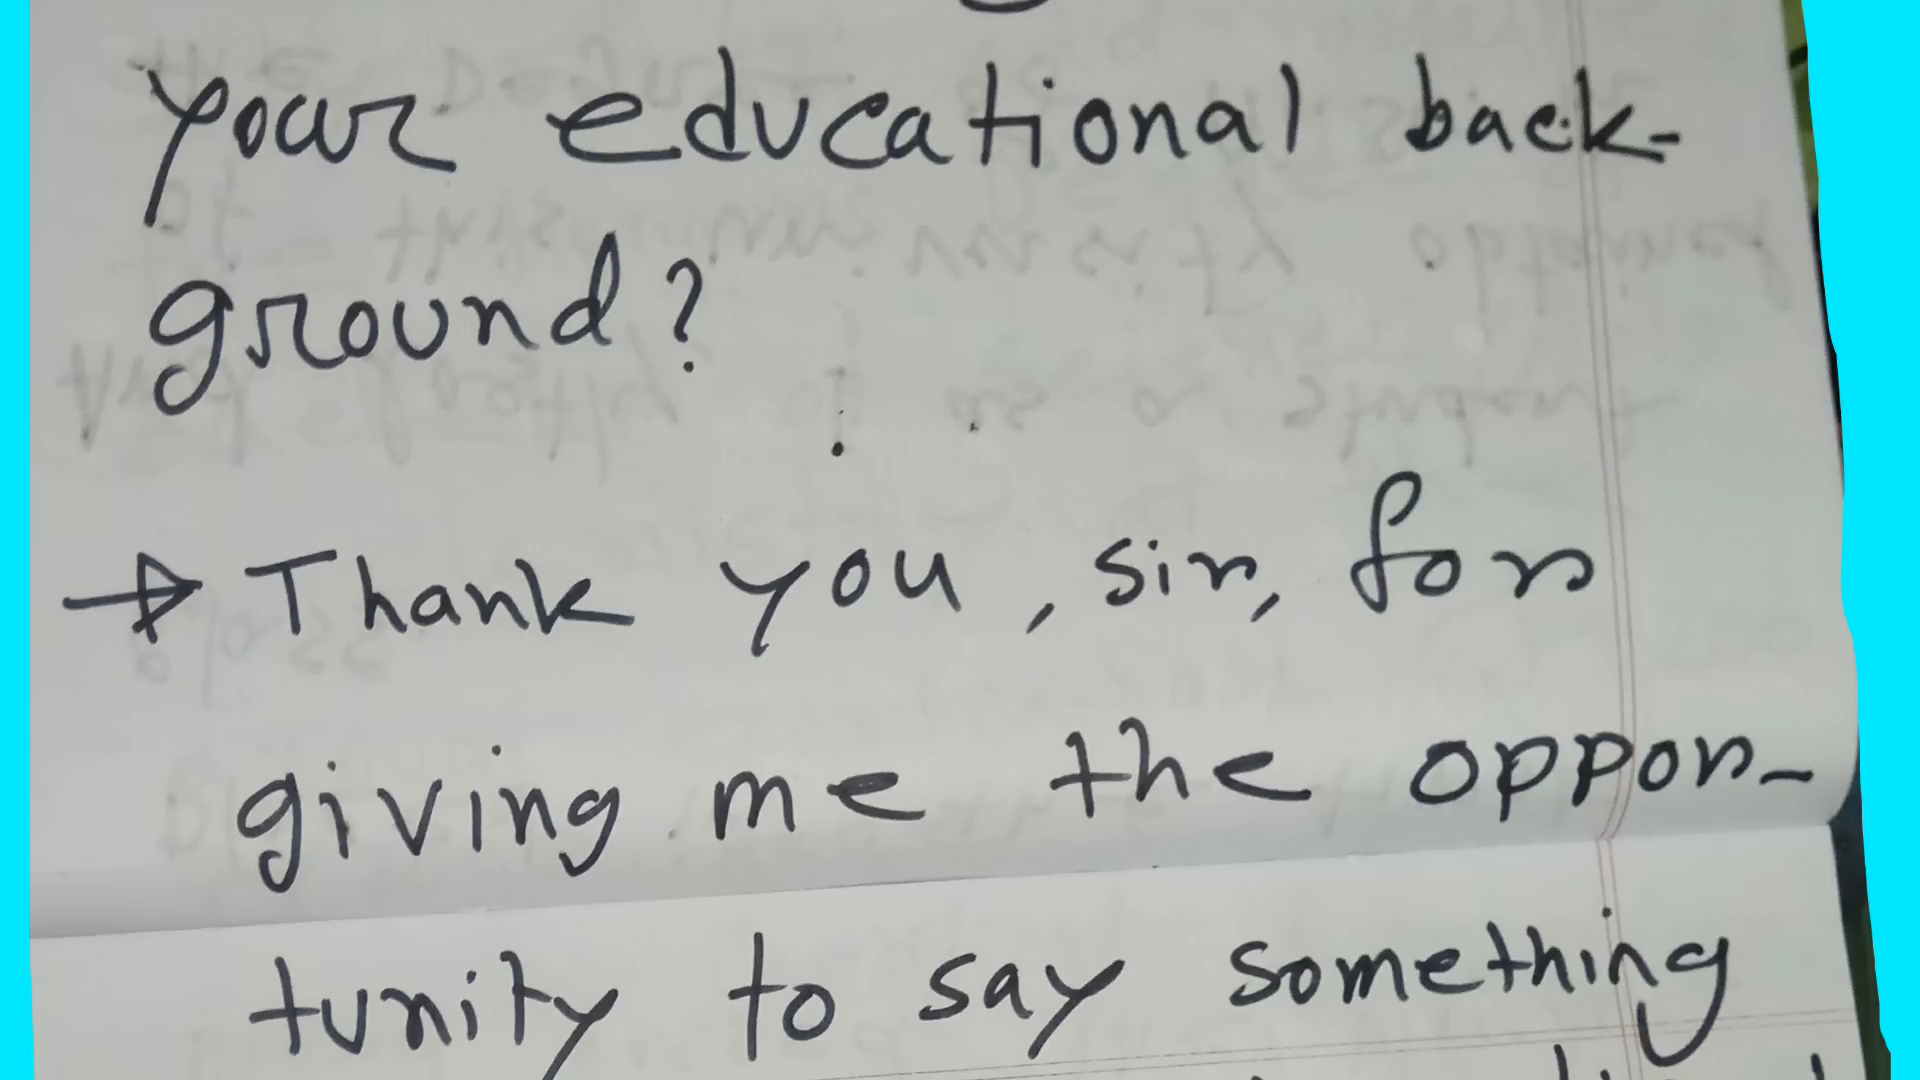 your educational back-
ground?
→ Thank you, sir, for
giving me the oppor-
tunity to say something